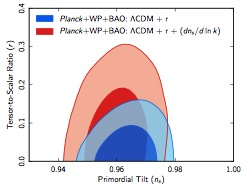 Planck+WP+BAO: ΛCDM + r
Planck+WP+BAO: ΛCDM + r + (dnₛ/d ln k)
Tensor-to-Scalar Ratio (r)
0.4
0.3
0.2
0.1
0.0
0.94 0.96 0.98 1.00
Primordial Tilt (nₛ)